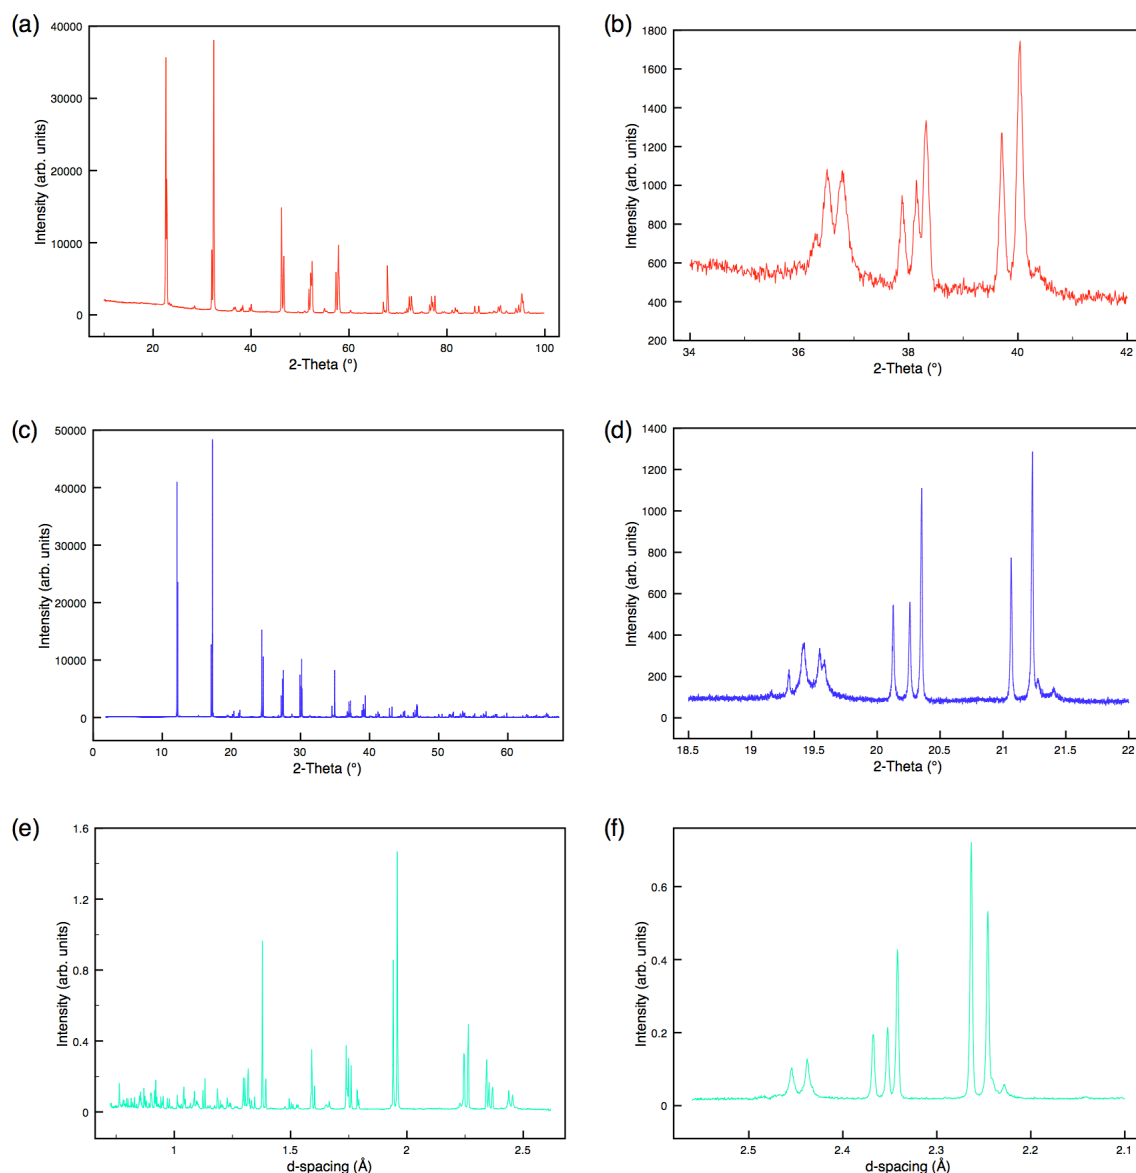 (a)
40000
30000
20000
10000
0
Intensity (arb. units)
20 40 60 80 100
2-Theta (°)
(b)
1800
1600
1400
1200
1000
800
600
400
200
Intensity (arb. units)
34 36 38 40 42
2-Theta (°)
(c)
50000
40000
30000
20000
10000
0
Intensity (arb. units)
0 10 20 30 40 50 60
2-Theta (°)
(d)
1400
1200
1000
800
600
400
200
0
Intensity (arb. units)
18.5 19 19.5 20 20.5 21 21.5 22
2-Theta (°)
(e)
1.6
1.2
0.8
0.4
0
Intensity (arb. units)
1 1.5 2 2.5
d-spacing (Å)
(f)
0.6
0.4
0.2
0
Intensity (arb. units)
2.5 2.4 2.3 2.2 2.1
d-spacing (Å)